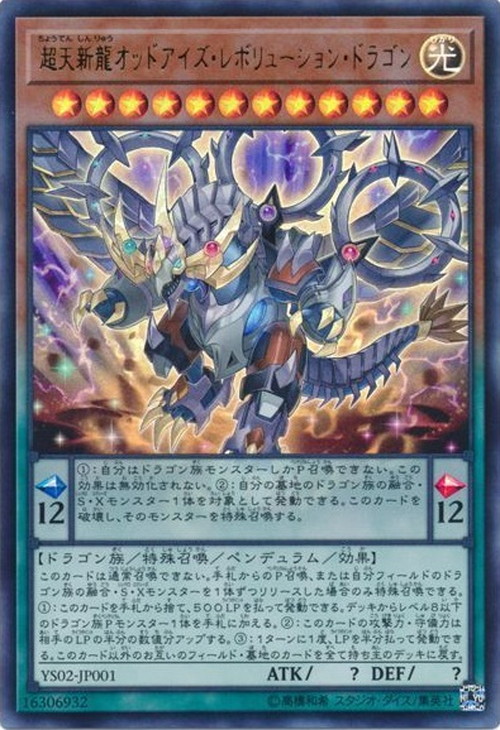 ちょうてんしんりゅう
超天新龍オッドアイズ・レボリューション・ドラゴン
ひかり
光
①:自分はドラゴン族モンスターしかP召喚できない。この
効果は無効化されない。②:自分の墓地のドラゴン族の融合・
S・Xモンスター1体を対象として発動できる。このカードを
破壊し、そのモンスターを特殊召喚する。
12
12
【ドラゴン族/特殊召喚/ペンデュラム/効果】
このカードは通常召喚できない。手札からのP召喚、または自分フィールドのドラ
ゴン族の融合・S・Xモンスターを1体ずつリリースした場合のみ特殊召喚できる。
①:このカードを手札から捨て、500LPを払って発動できる。デッキからレベル8以下
のドラゴン族Pモンスター1体を手札に加える。②:このカードの攻撃力・守備力は
相手のLPの半分の数値分アップする。③:1ターンに1度、LPを半分払って発動
できる。このカード以外のお互いのフィールド・墓地のカードを全て持ち主のデッキに戻す。
YS02-JP001
ATK/ ? DEF/ ?
16306932
©高橋和希 スタジオ・ダイス/集英社